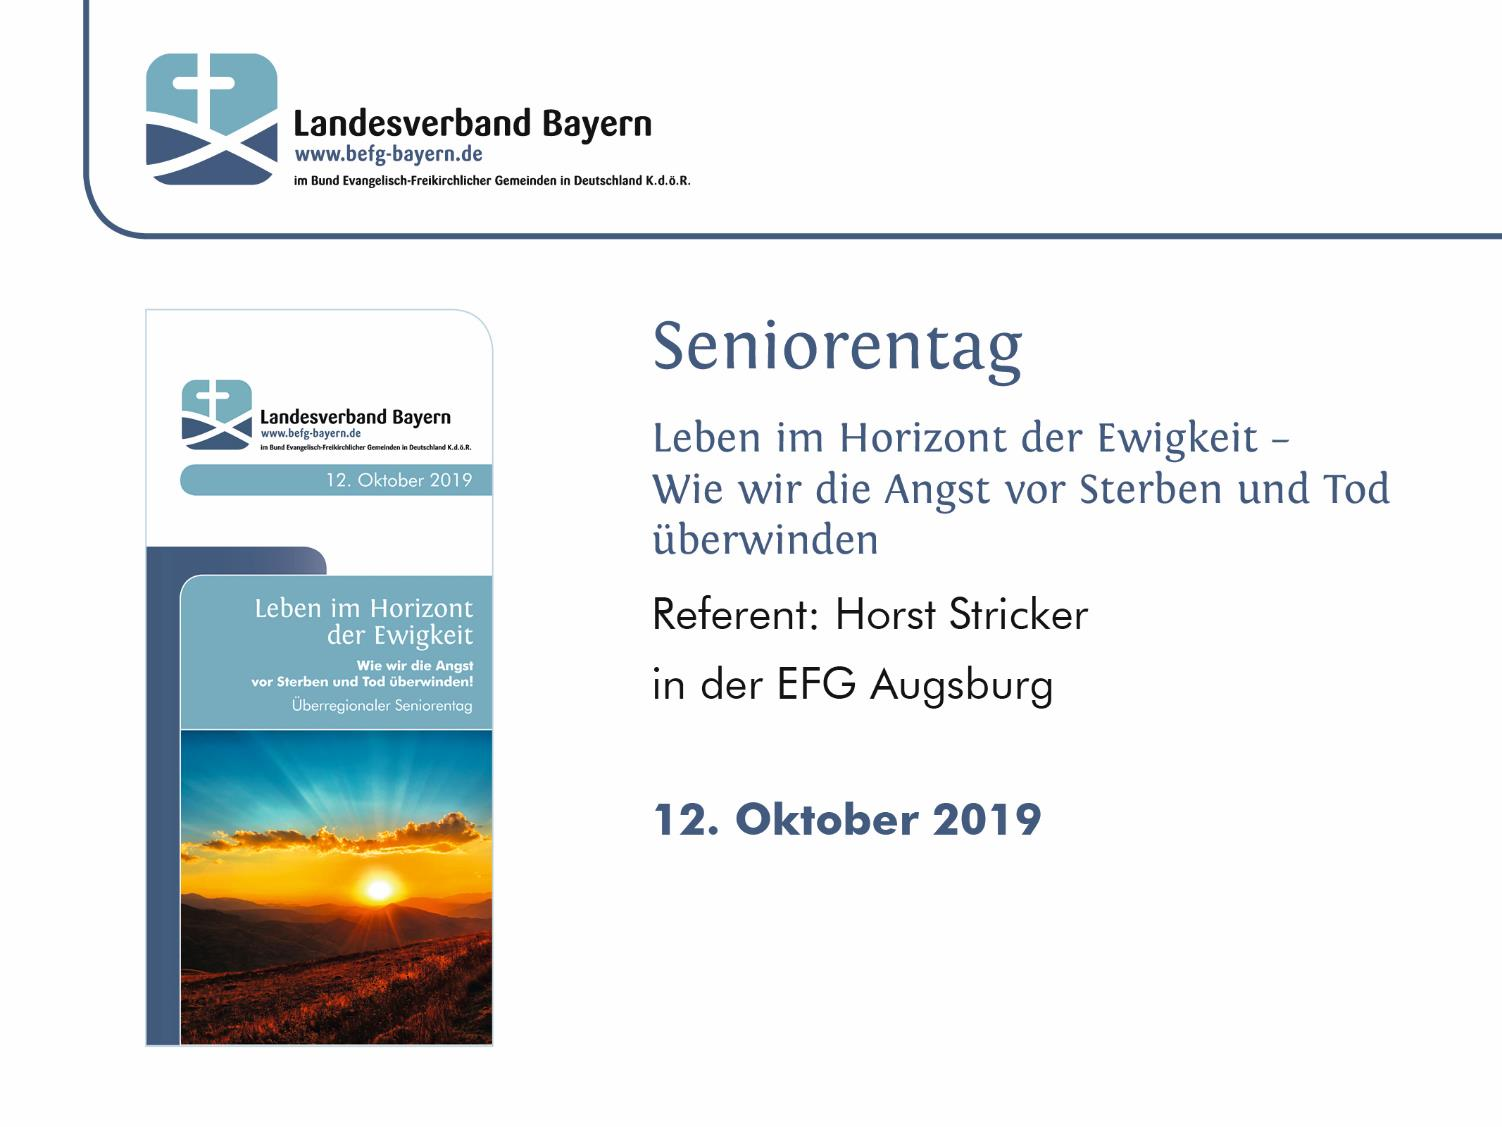 Landesverband Bayern
www.befg-bayern.de
im Bund Evangelisch-Freikirchlicher Gemeinden in Deutschland K.d.ö.R.
Landesverband Bayern
www.befg-bayern.de
im Bund Evangelisch-Freikirchlicher Gemeinden in Deutschland K.d.ö.R.
12. Oktober 2019
Leben im Horizont
der Ewigkeit
Wie wir die Angst
vor Sterben und Tod überwinden!
Überregionaler Seniorentag
Seniorentag
Leben im Horizont der Ewigkeit –
Wie wir die Angst vor Sterben und Tod
überwinden
Referent: Horst Stricker
in der EFG Augsburg
12. Oktober 2019